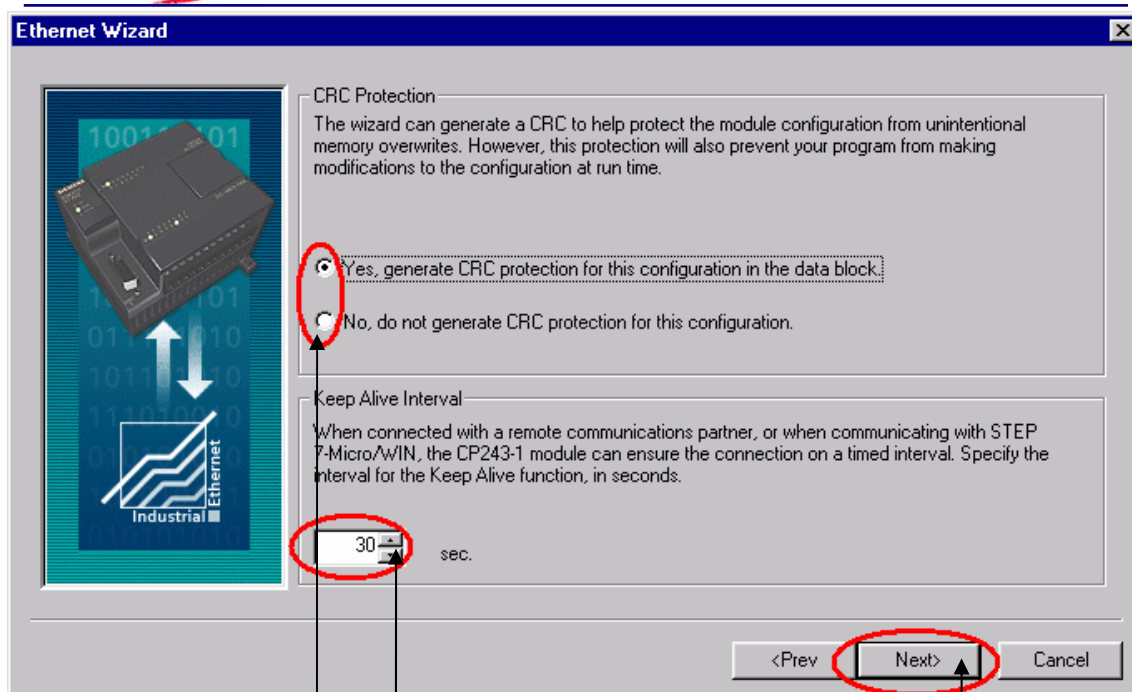 Ethernet Wizard
CRC Protection
The wizard can generate a CRC to help protect the module configuration from unintentional
memory overwrites. However, this protection will also prevent your program from making
modifications to the configuration at run time.
Yes, generate CRC protection for this configuration in the data block.
No, do not generate CRC protection for this configuration.
Keep Alive Interval
When connected with a remote communications partner, or when communicating with STEP
7-Micro/WIN, the CP243-1 module can ensure the connection on a timed interval. Specify the
interval for the Keep Alive function, in seconds.
30 sec.
Industrial
Ethernet
<Prev
Next>
Cancel